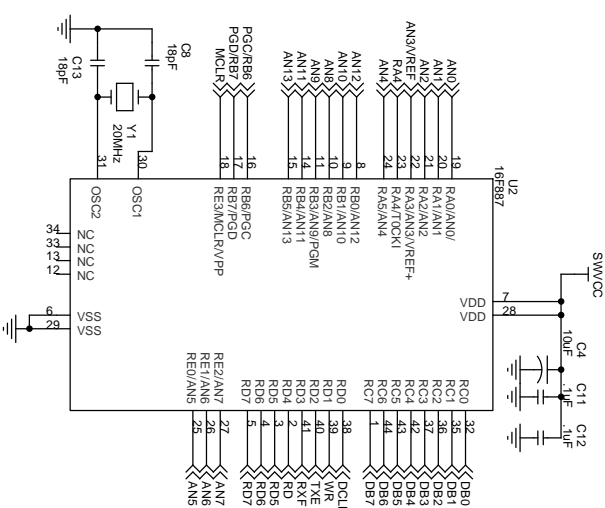 U2
16F887
AN0 19 RA0/AN0/
AN1 20 RA1/AN1
AN2 21 RA2/AN2
AN3/VREF 22 RA3/AN3/VREF+
RA4 23 RA4/T0CKI
AN4 24 RA5/AN4
AN12 8 RB0/AN12
AN10 9 RB1/AN10
AN8 10 RB2/AN8
AN9 11 RB3/AN9/PGM
AN11 14 RB4/AN11
AN13 15 RB5/AN13
PGC/RB6 16 RB6/PGC
PGD/RB7 17 RB7/PGD
MCLR 18 RE3/MCLR/VPP
C8
18pF
C13
18pF
Y1
20MHz
30 OSC1
31 OSC2
34 NC
33 NC
13 NC
12 NC
6 VSS
29 VSS
SWVCC
VDD 7
VDD 28
C4
10uF
C11
.1uF
C12
.1uF
RC0 32 DB0
RC1 35 DB1
RC2 36 DB2
RC3 37 DB3
RC4 42 DB4
RC5 43 DB5
RC6 44 DB6
RC7 1 DB7
RD0 38
RD1 39 WR
RD2 40 TXE
RD3 41 RXF
RD4 2 RD
RD5 3 RD5
RD6 4 RD6
RD7 5 RD7
RE2/AN7 27 AN7
RE1/AN6 26 AN6
RE0/AN5 25 AN5